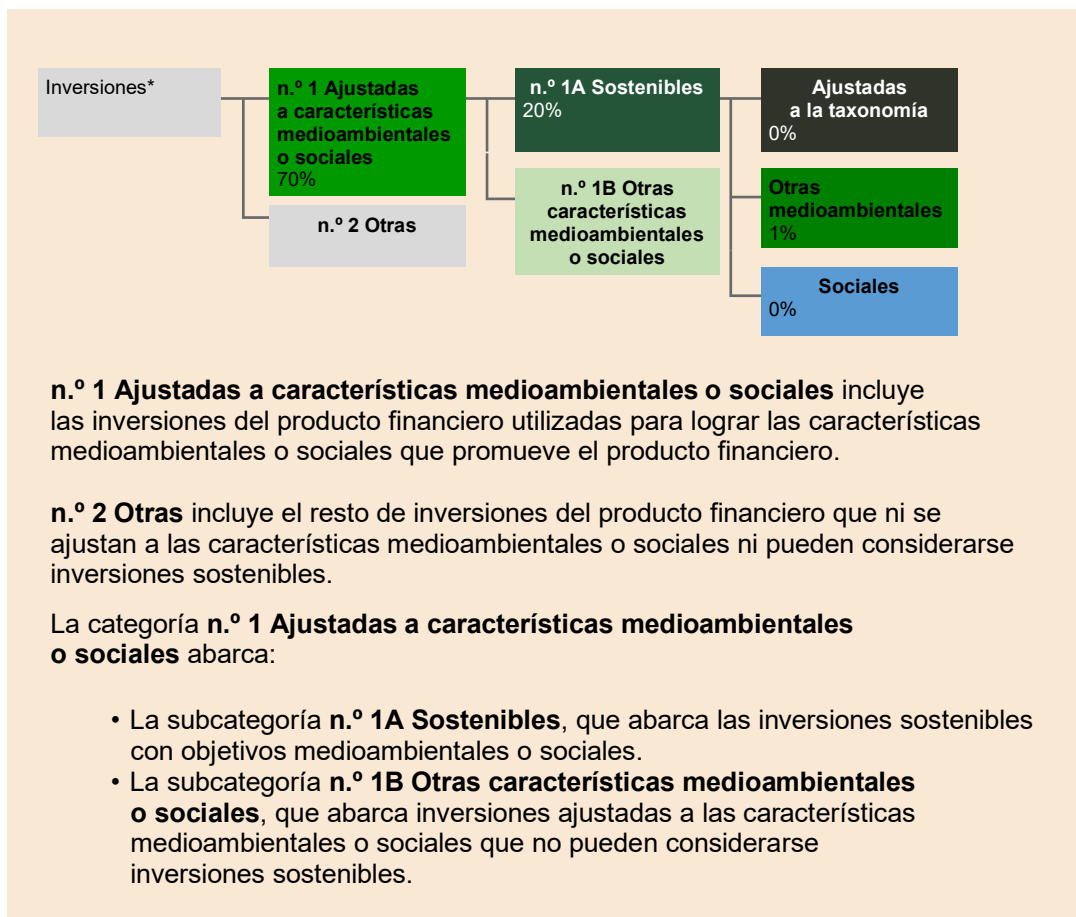 Inversiones*
n.º 1 Ajustadas
a características
medioambientales
o sociales
70%
n.º 2 Otras
n.º 1A Sostenibles
20%
n.º 1B Otras
características
medioambientales
o sociales
Ajustadas
a la taxonomía
0%
Otras
medioambientales
1%
Sociales
0%
n.º 1 Ajustadas a características medioambientales o sociales incluye
las inversiones del producto financiero utilizadas para lograr las características
medioambientales o sociales que promueve el producto financiero.
n.º 2 Otras incluye el resto de inversiones del producto financiero que ni se
ajustan a las características medioambientales o sociales ni pueden considerarse
inversiones sostenibles.
La categoría n.º 1 Ajustadas a características medioambientales
o sociales abarca:
• La subcategoría n.º 1A Sostenibles, que abarca las inversiones sostenibles
con objetivos medioambientales o sociales.
• La subcategoría n.º 1B Otras características medioambientales
o sociales, que abarca inversiones ajustadas a las características
medioambientales o sociales que no pueden considerarse
inversiones sostenibles.